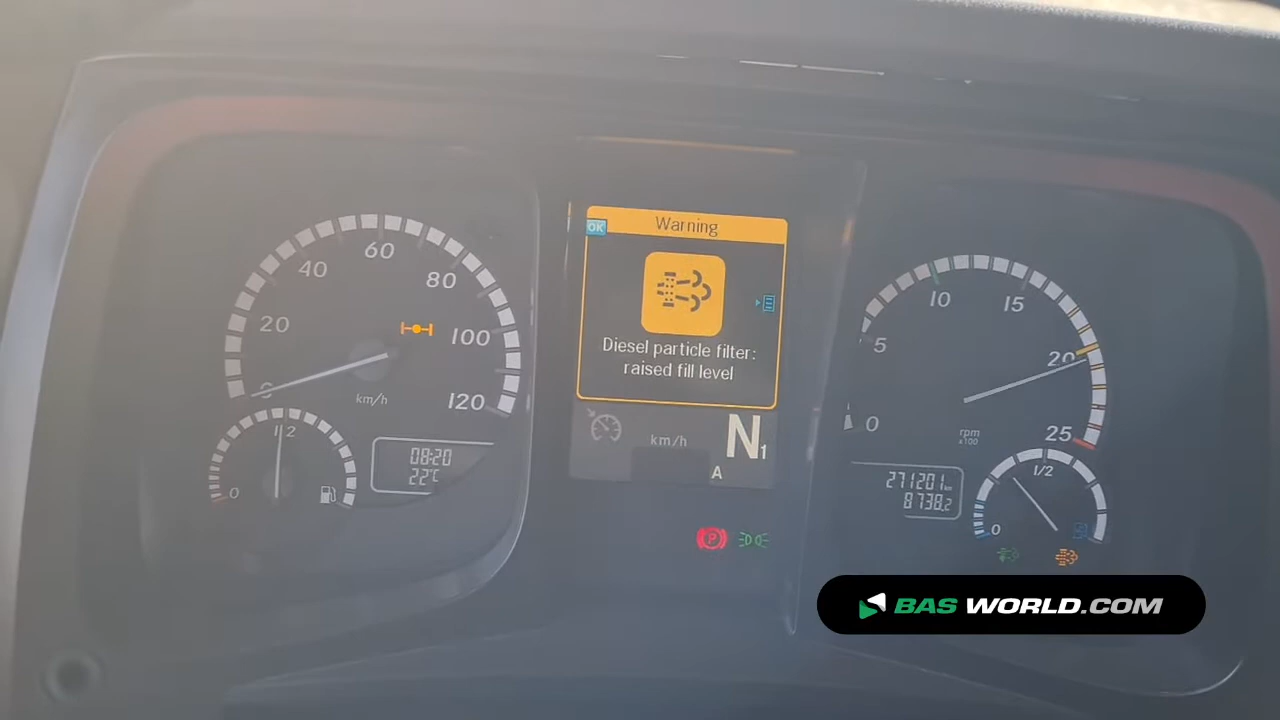 Warning
OK
Diesel particle filter:
raised fill level
0
20
40
60
80
100
120
km/h
0
1/2
08:20
22°C
km/h
N1
A
P
0
5
10
15
20
25
rpm
x100
271201 km
8738.2
0
1/2
BAS WORLD.COM